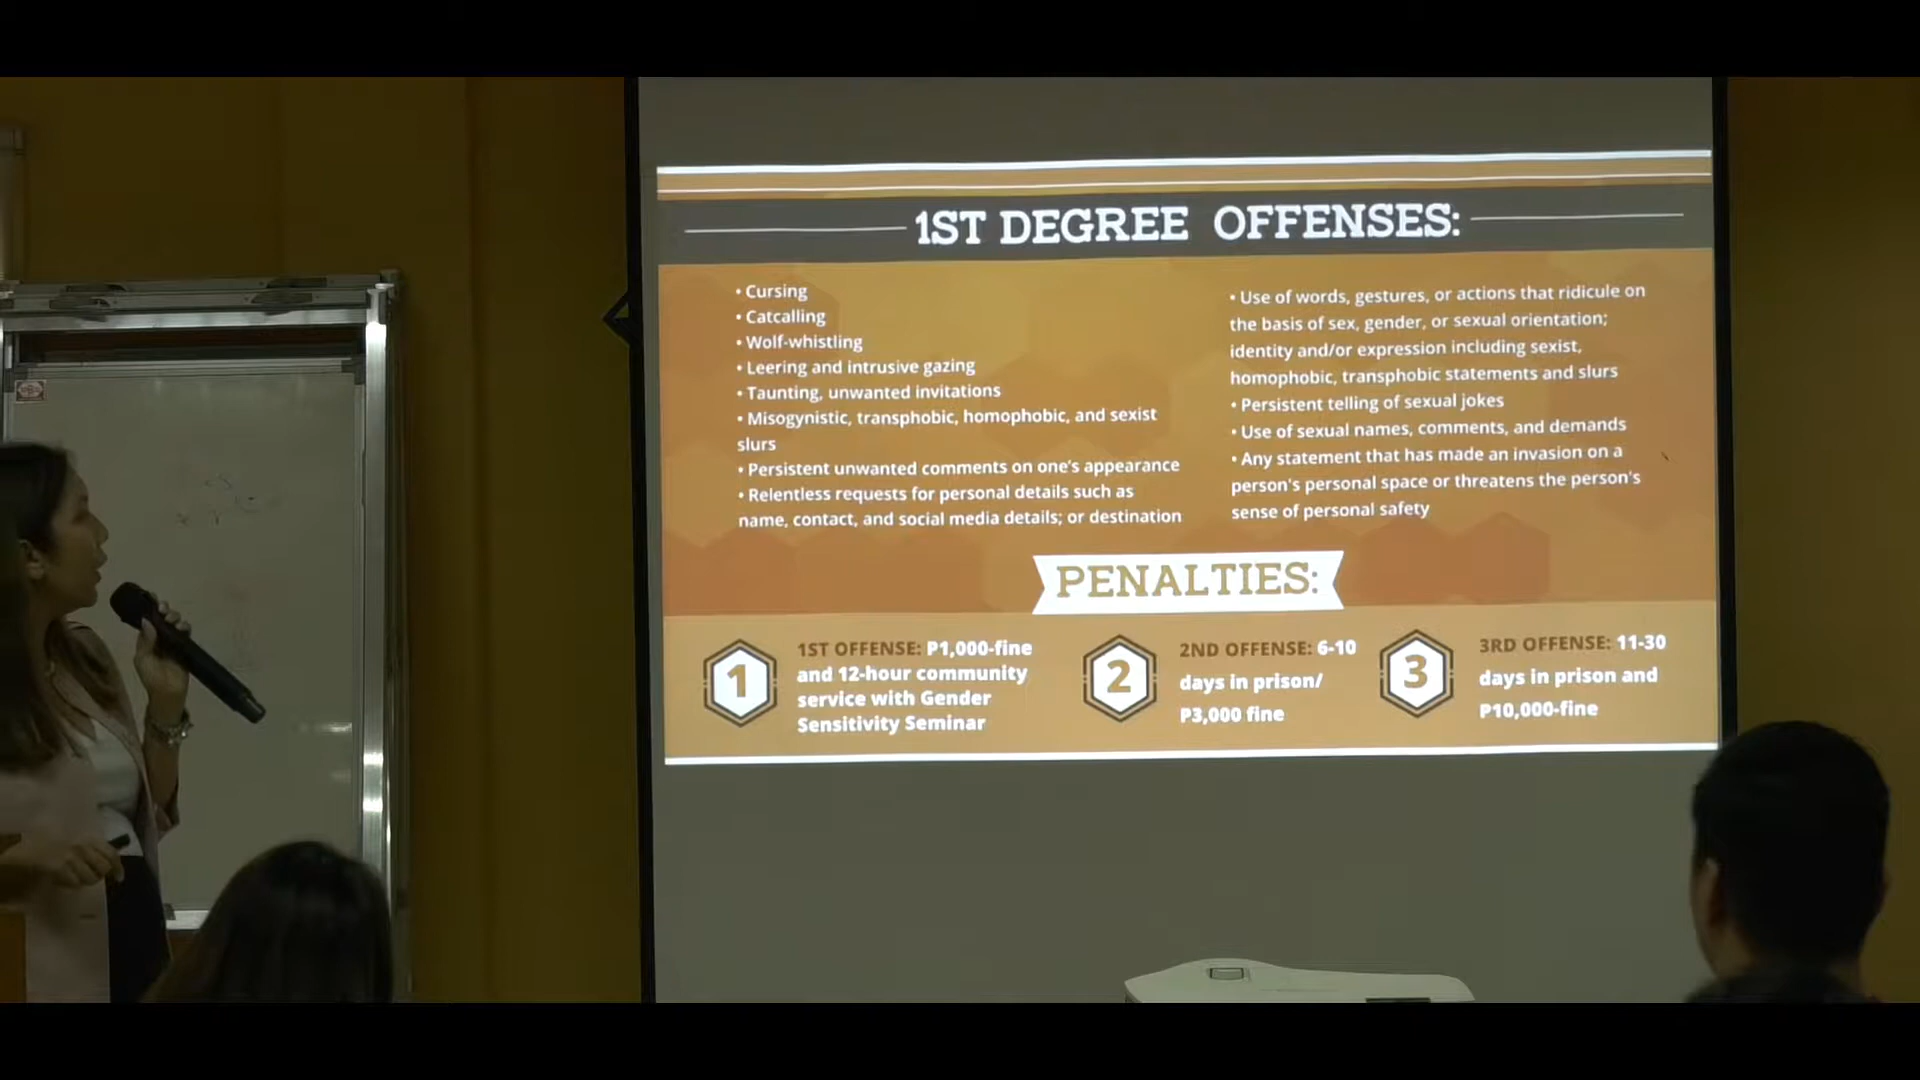 1ST DEGREE OFFENSES:
• Cursing
• Catcalling
• Wolf-whistling
• Leering and intrusive gazing
• Taunting, unwanted invitations
• Misogynistic, transphobic, homophobic, and sexist
slurs
• Persistent unwanted comments on one's appearance
• Relentless requests for personal details such as
name, contact, and social media details; or destination
• Use of words, gestures, or actions that ridicule on
the basis of sex, gender, or sexual orientation;
identity and/or expression including sexist,
homophobic, transphobic statements and slurs
• Persistent telling of sexual jokes
• Use of sexual names, comments, and demands
• Any statement that has made an invasion on a
person's personal space or threatens the person's
sense of personal safety
PENALTIES:
1
1ST OFFENSE: P1,000-fine
and 12-hour community
service with Gender
Sensitivity Seminar
2
2ND OFFENSE: 6-10
days in prison/
P3,000 fine
3
3RD OFFENSE: 11-30
days in prison and
P10,000-fine